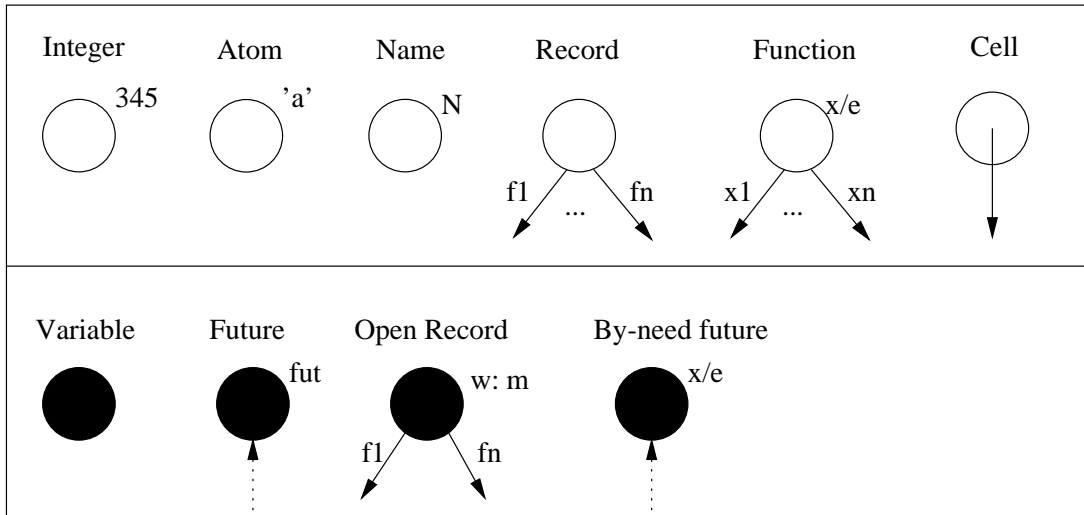 Integer Atom Name Record Function Cell
345 ’a’ N x/e
f1 ... fn x1 ... xn
Variable Future Open Record By-need future
fut w: m x/e
f1 fn